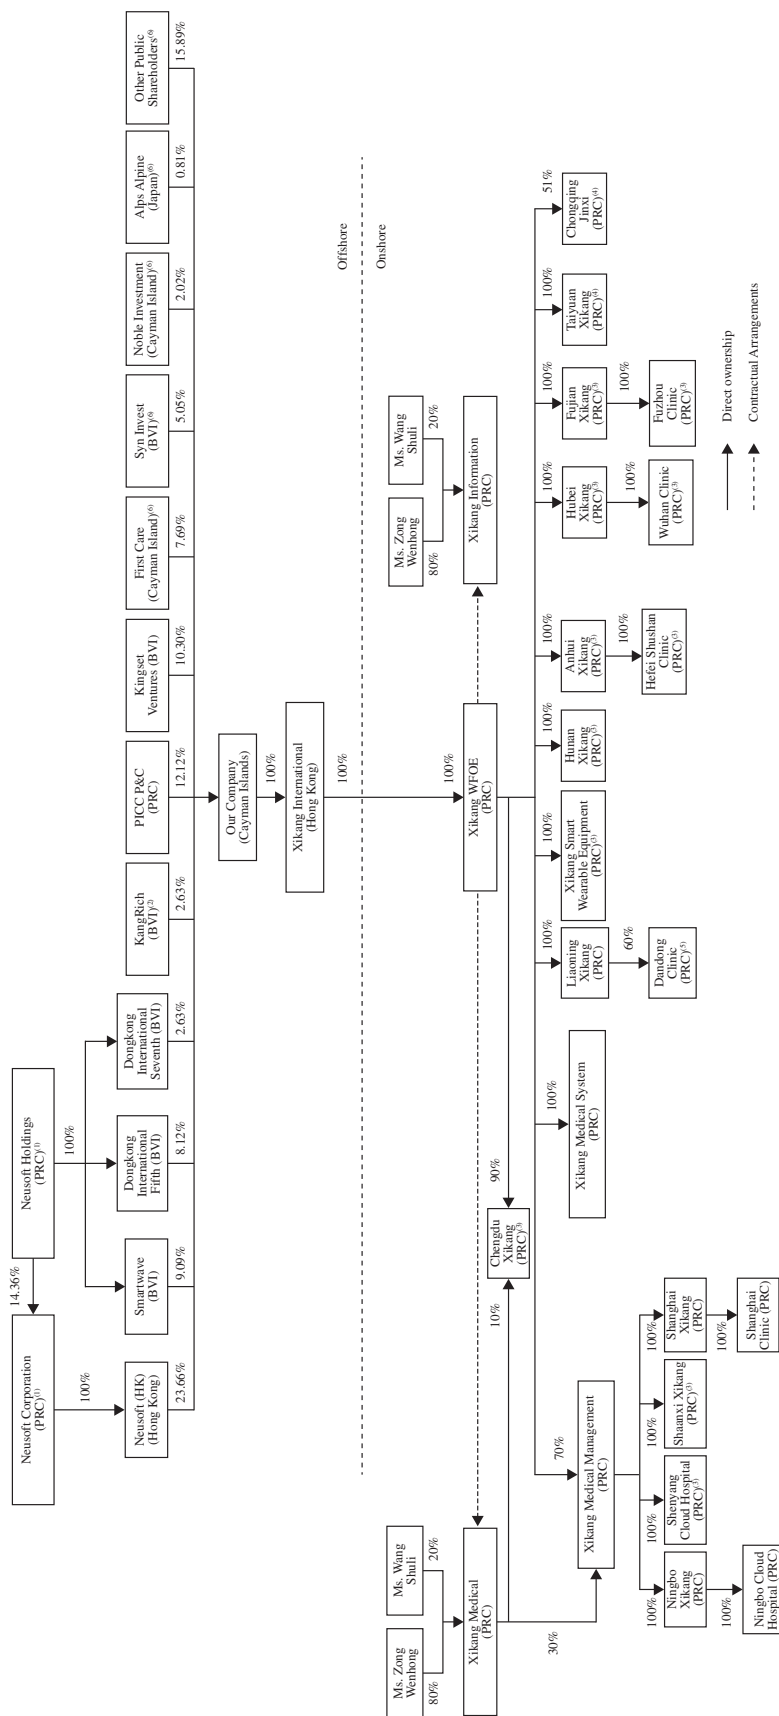 Neusoft Corporation
(PRC)(1)
14.36%
Neusoft Holdings
(PRC)(1)
100%
100%
Neusoft (HK)
(Hong Kong)
Smartwave
(BVI)
Dongkong
International
Fifth (BVI)
Dongkong
International
Seventh (BVI)
KangRich
(BVI)(2)
PICC P&C
(PRC)
Kingset
Ventures (BVI)
First Care
(Cayman Island)(6)
Syn Invest
(BVI)(6)
Noble Investment
(Cayman Island)(6)
Alps Alpine
(Japan)(6)
Other Public
Shareholders(6)
23.66%
9.09%
8.12%
2.63%
2.63%
12.12%
10.30%
7.69%
5.05%
2.02%
0.81%
15.89%
Our Company
(Cayman Islands)
100%
Xikang International
(Hong Kong)
100%
Offshore
Onshore
Ms. Zong
Wenhong
Ms. Wang
Shuli
80%
20%
Ms. Zong
Wenhong
Ms. Wang
Shuli
80%
20%
Xikang Medical
(PRC)
100%
Xikang WFOE
(PRC)
Xikang Information
(PRC)
10%
Chengdu
Xikang
(PRC)(3)
90%
30%
70%
100%
100%
100%
100%
100%
100%
100%
100%
51%
Xikang Medical Management
(PRC)
Xikang Medical System
(PRC)
Liaoning
Xikang
(PRC)
Xikang Smart
Wearable Equipment
(PRC)(3)
Hunan
Xikang
(PRC)(3)
Anhui
Xikang
(PRC)(3)
Hubei
Xikang
(PRC)(3)
Fujian
Xikang
(PRC)(3)
Taiyuan
Xikang
(PRC)(4)
Chongqing
Jinxi
(PRC)(4)
60%
100%
100%
100%
Dandong
Clinic
(PRC)(5)
Hefei Shushan
Clinic
(PRC)(3)
Wuhan Clinic
(PRC)(3)
Fuzhou
Clinic
(PRC)(3)
100%
100%
100%
100%
Ningbo
Xikang
(PRC)
Shenyang
Cloud Hospital
(PRC)(3)
Shaanxi Xikang
(PRC)(3)
Shanghai
Xikang
(PRC)
100%
100%
Ningbo Cloud
Hospital (PRC)
Shanghai
Clinic (PRC)
Direct ownership
Contractual Arrangements